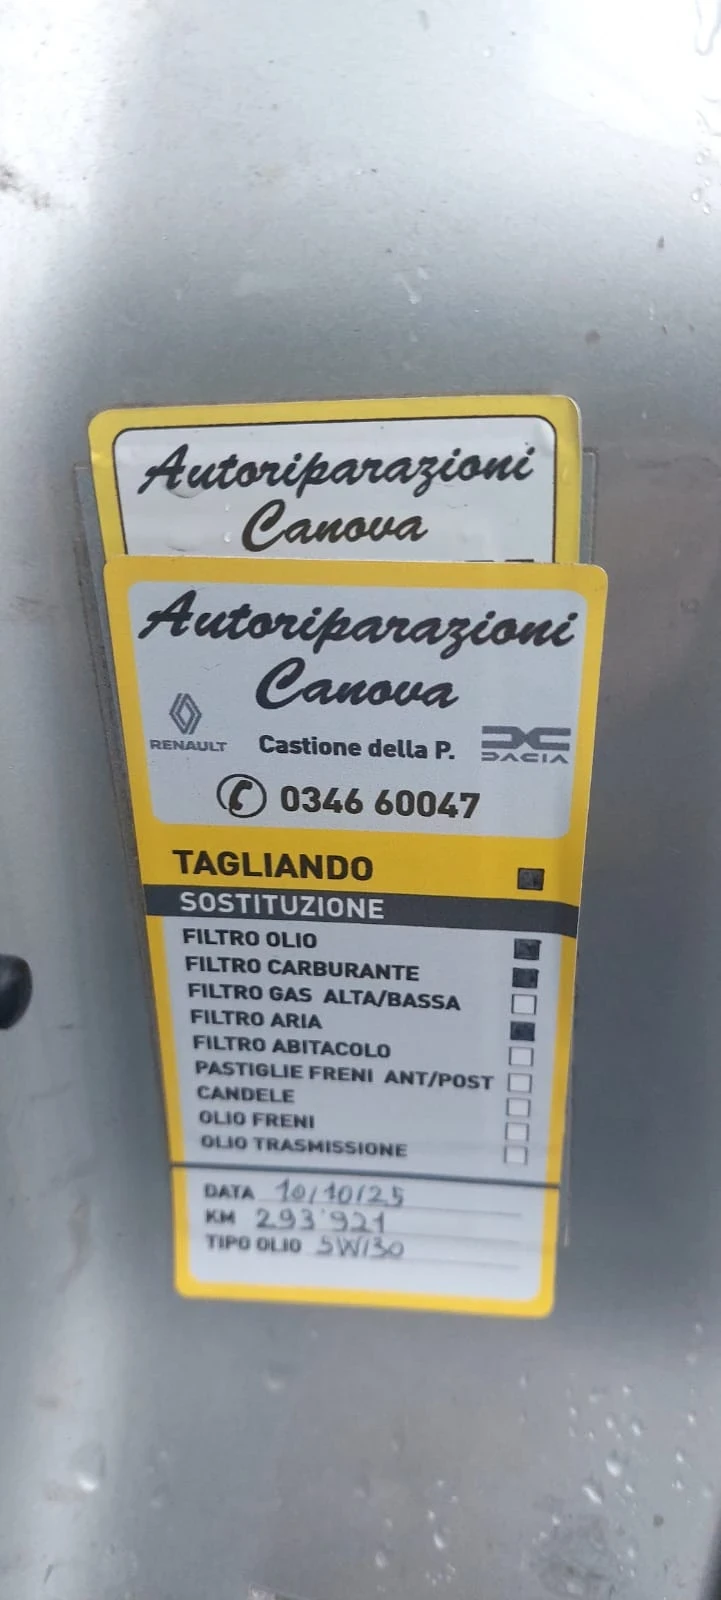 Autoriparazioni
Canova
Autoriparazioni
Canova
RENAULT
Castione della P.
DACIA
0346 60047
TAGLIANDO
SOSTITUZIONE
FILTRO OLIO
FILTRO CARBURANTE
FILTRO GAS ALTA/BASSA
FILTRO ARIA
FILTRO ABITACOLO
PASTIGLIE FRENI ANT/POST
CANDELE
OLIO FRENI
OLIO TRASMISSIONE
DATA 10/10/25
KM 293'921
TIPO OLIO 5W/30